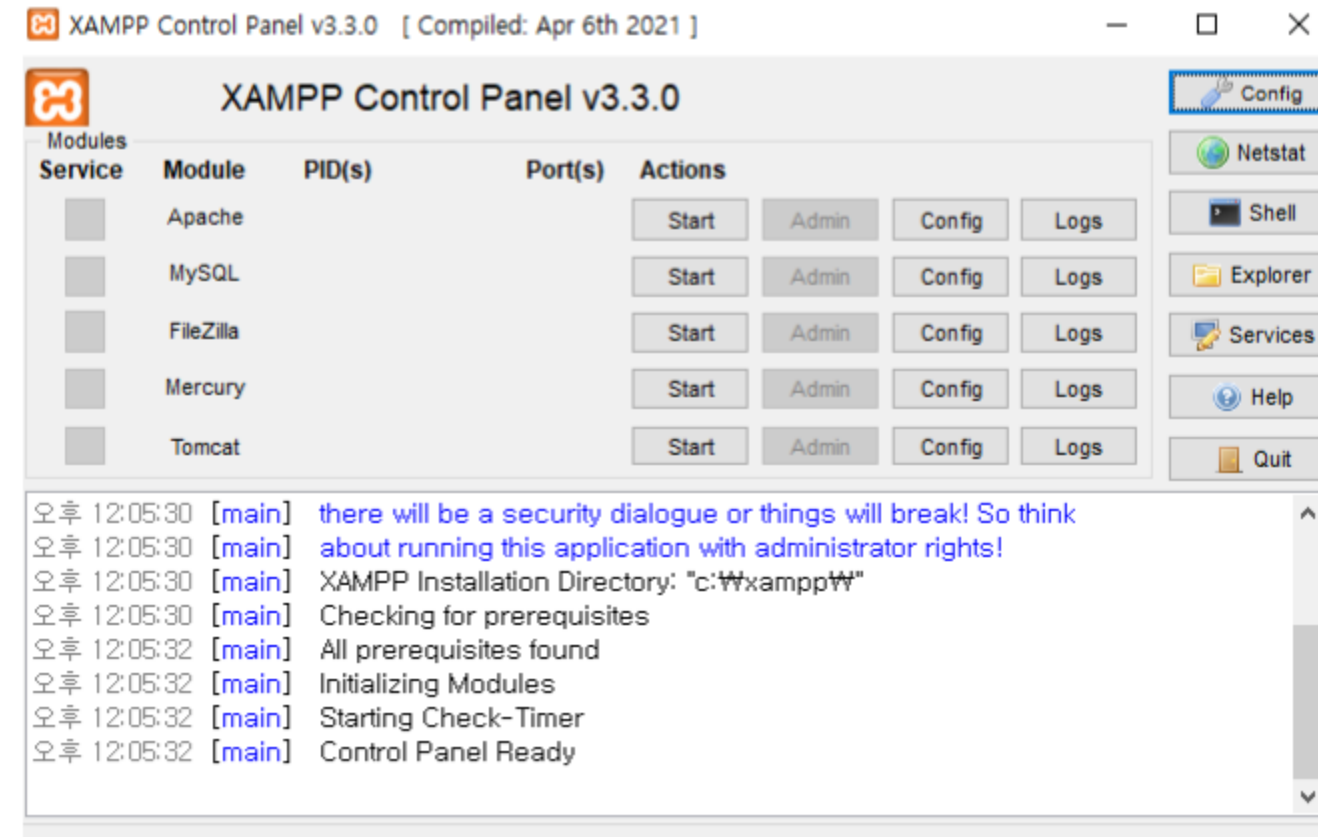 XAMPP Control Panel v3.3.0 [ Compiled: Apr 6th 2021 ]
XAMPP Control Panel v3.3.0
Config
Modules
Service Module PID(s) Port(s) Actions
Netstat
Apache Start Admin Config Logs
Shell
MySQL Start Admin Config Logs
Explorer
FileZilla Start Admin Config Logs
Services
Mercury Start Admin Config Logs
Help
Tomcat Start Admin Config Logs
Quit
오후 12:05:30 [main] there will be a security dialogue or things will break! So think
오후 12:05:30 [main] about running this application with administrator rights!
오후 12:05:30 [main] XAMPP Installation Directory: "c:₩xampp₩"
오후 12:05:30 [main] Checking for prerequisites
오후 12:05:32 [main] All prerequisites found
오후 12:05:32 [main] Initializing Modules
오후 12:05:32 [main] Starting Check-Timer
오후 12:05:32 [main] Control Panel Ready